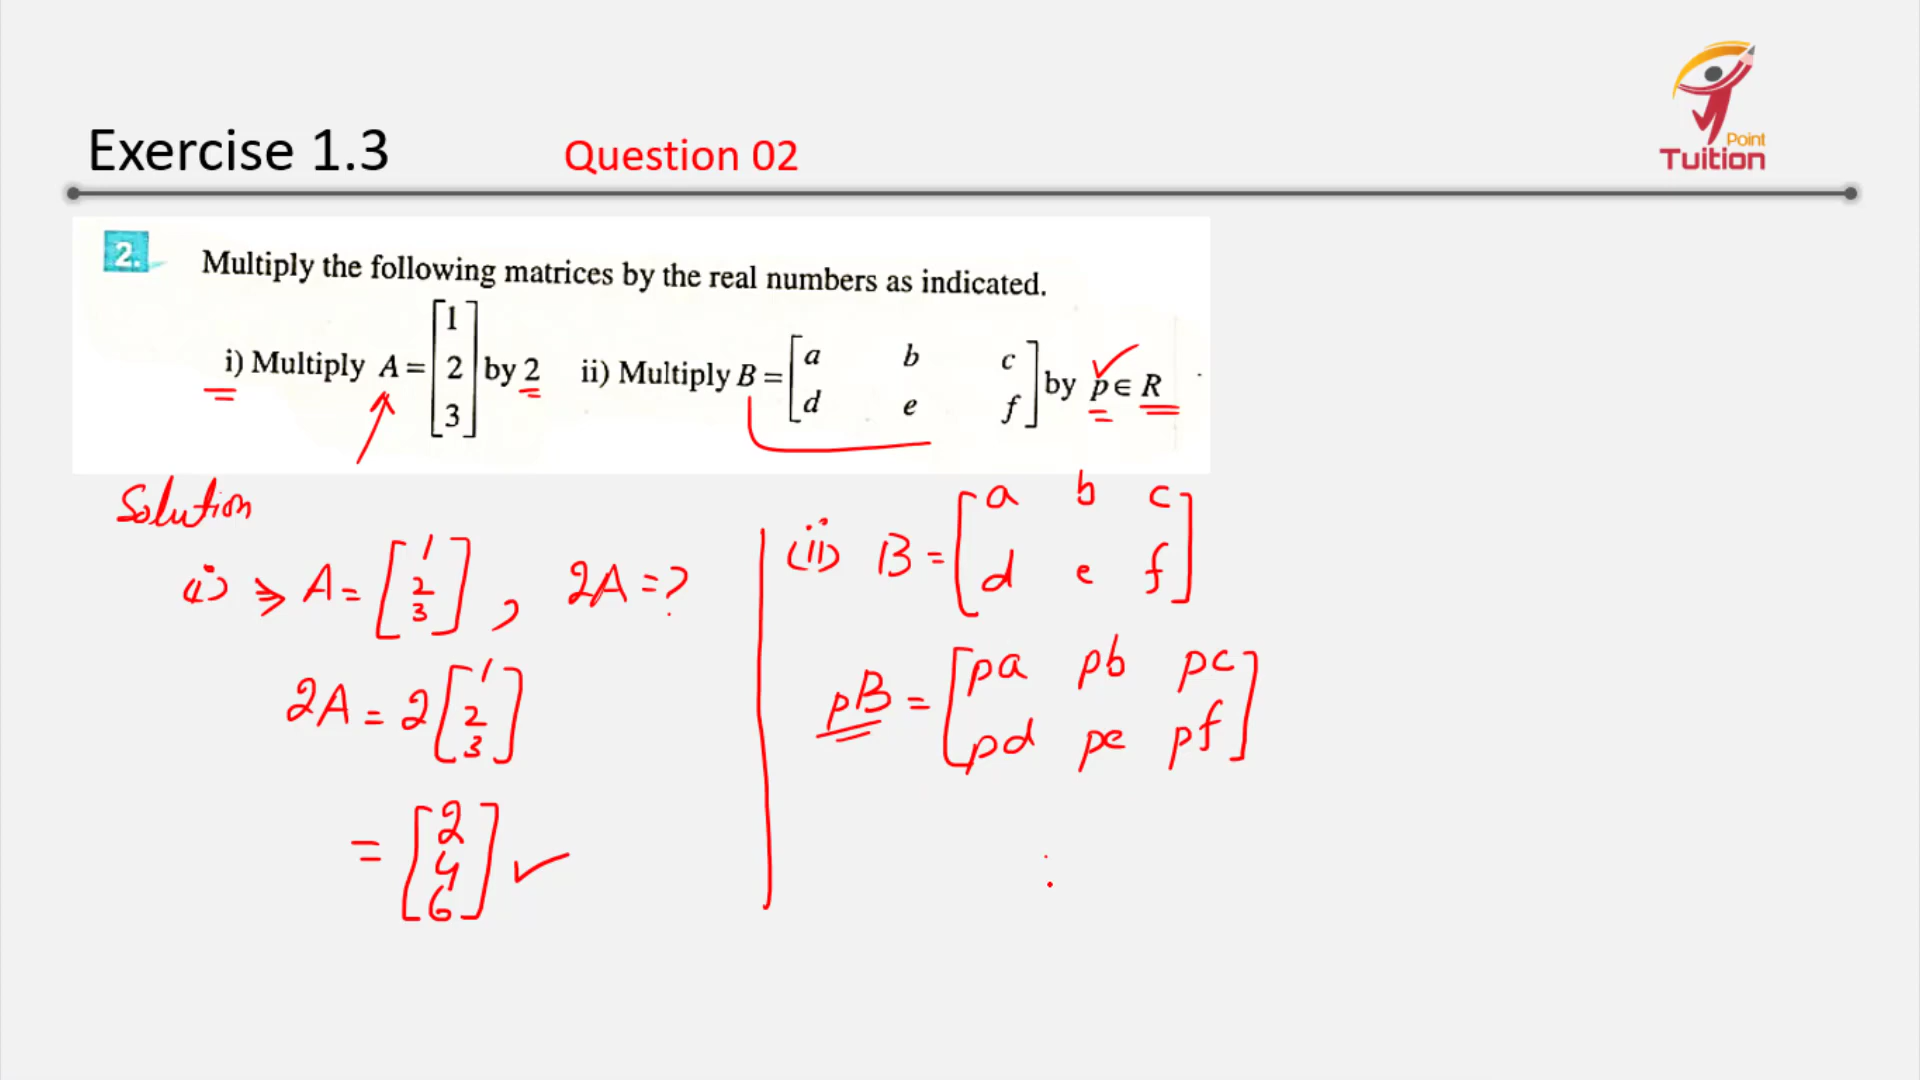 Exercise 1.3
Question 02
Point
Tuition
2. Multiply the following matrices by the real numbers as indicated.
i) Multiply A = [1 2 3] by 2 ii) Multiply B = [a b c d e f] by p ∈ R
Solution
(i) ⇒ A = [1 2 3], 2A = ?
2A = 2 [1 2 3]
= [2 4 6] ✓
(ii) B = [a b c
d e f]
pB = [pa pb pc
pd pe pf]